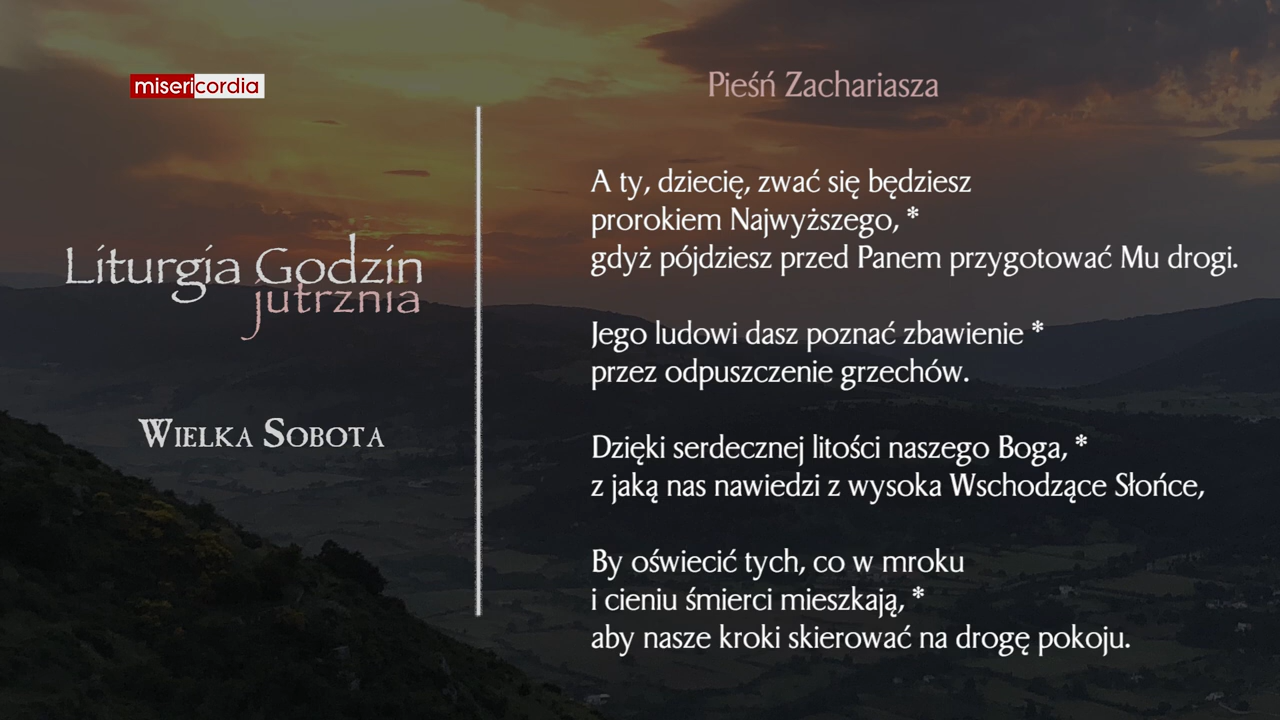 misericordia
Liturgia Godzin
jutrznia
Wielka Sobota
Pieśń Zachariasza
A ty, dziecię, zwać się będziesz
prorokiem Najwyższego, *
gdyż pójdziesz przed Panem przygotować Mu drogi.
Jego ludowi dasz poznać zbawienie *
przez odpuszczenie grzechów.
Dzięki serdecznej litości naszego Boga, *
z jaką nas nawiedzi z wysoka Wschodzące Słońce,
By oświecić tych, co w mroku
i cieniu śmierci mieszkają, *
aby nasze kroki skierować na drogę pokoju.